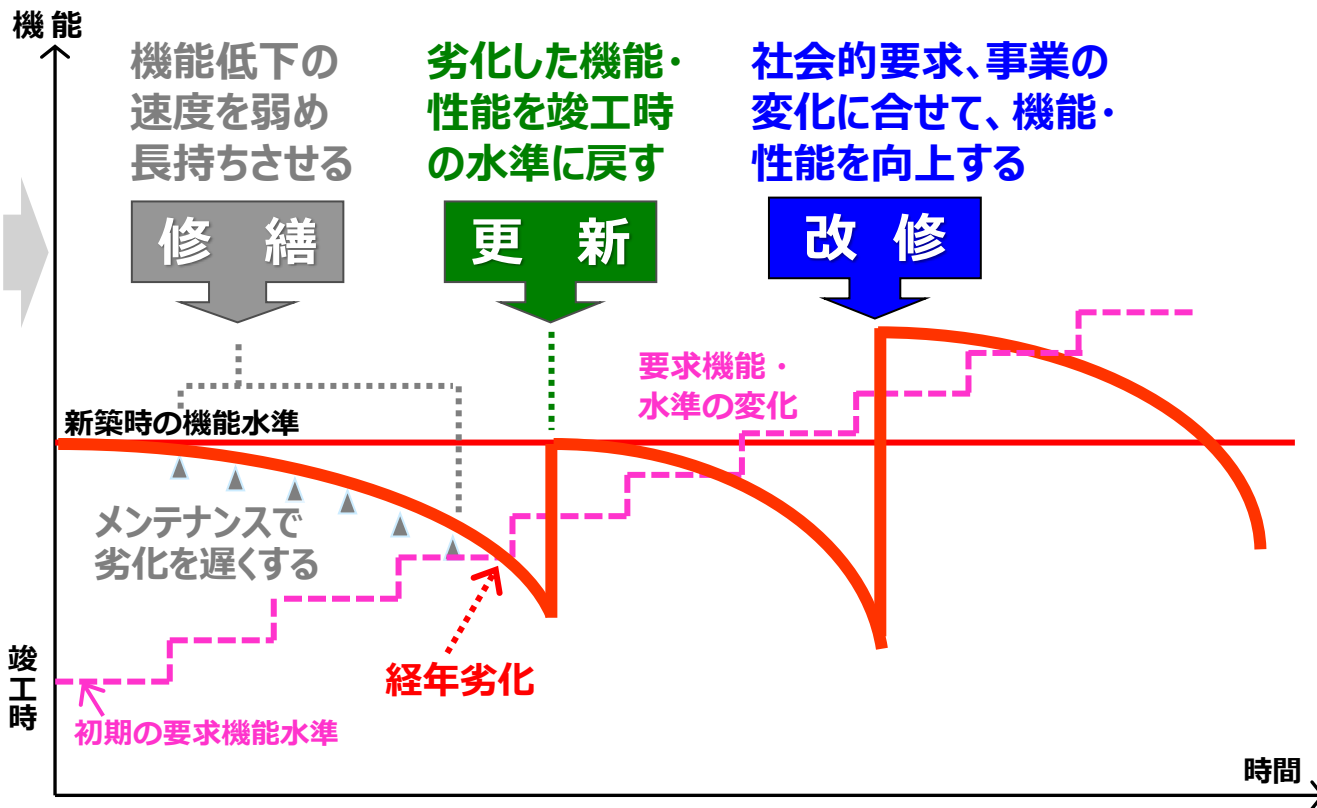 機能
機能低下の
速度を弱め
長持ちさせる
劣化した機能・
性能を竣工時
の水準に戻す
社会的要求、事業の
変化に合せて、機能・
性能を向上する
修繕
更新
改修
要求機能・
水準の変化
新築時の機能水準
メンテナンスで
劣化を遅くする
経年劣化
竣工時
初期の要求機能水準
時間